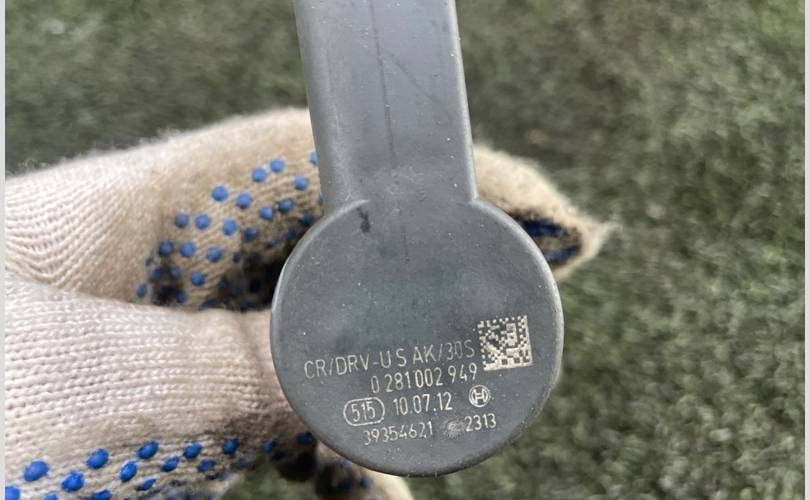 CR/DRV-U S AK/30S
0 281 002 949
515 10.07.12 H
39354621 2313